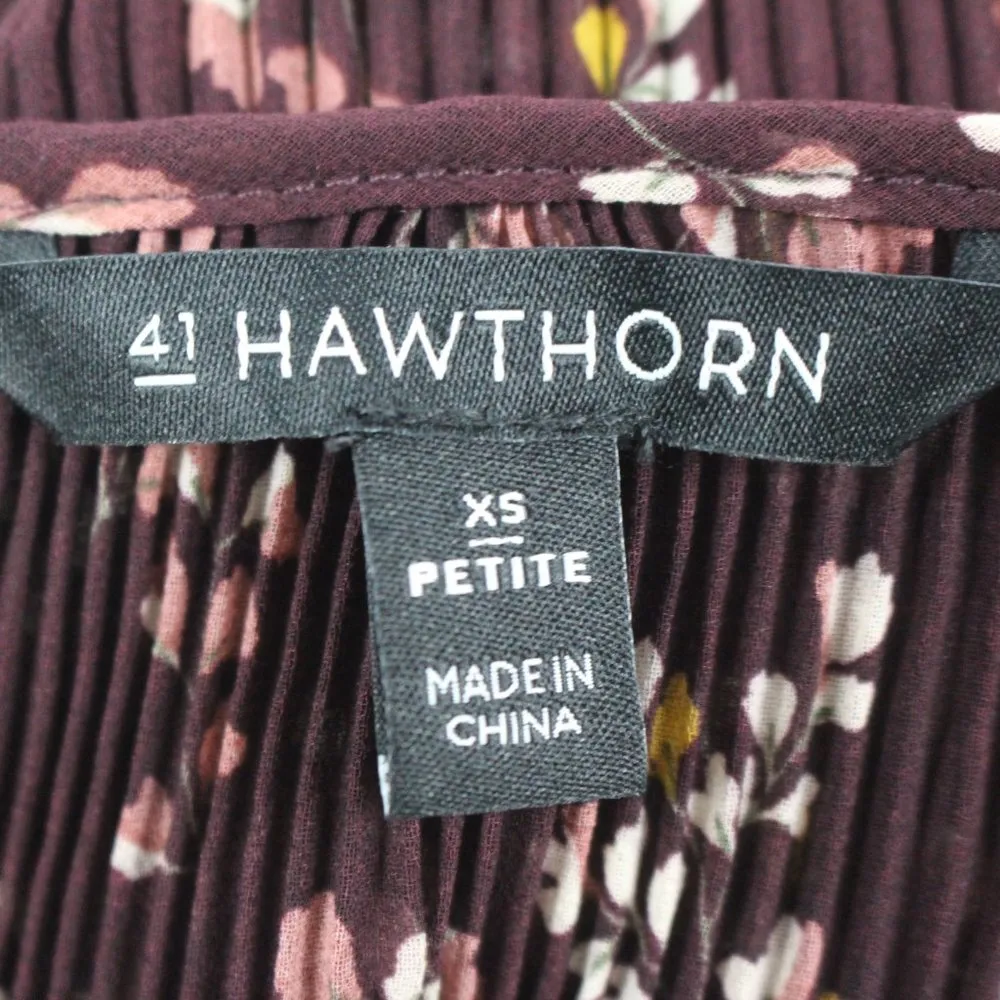 41 HAWTHORN
XS
PETITE
MADE IN
CHINA